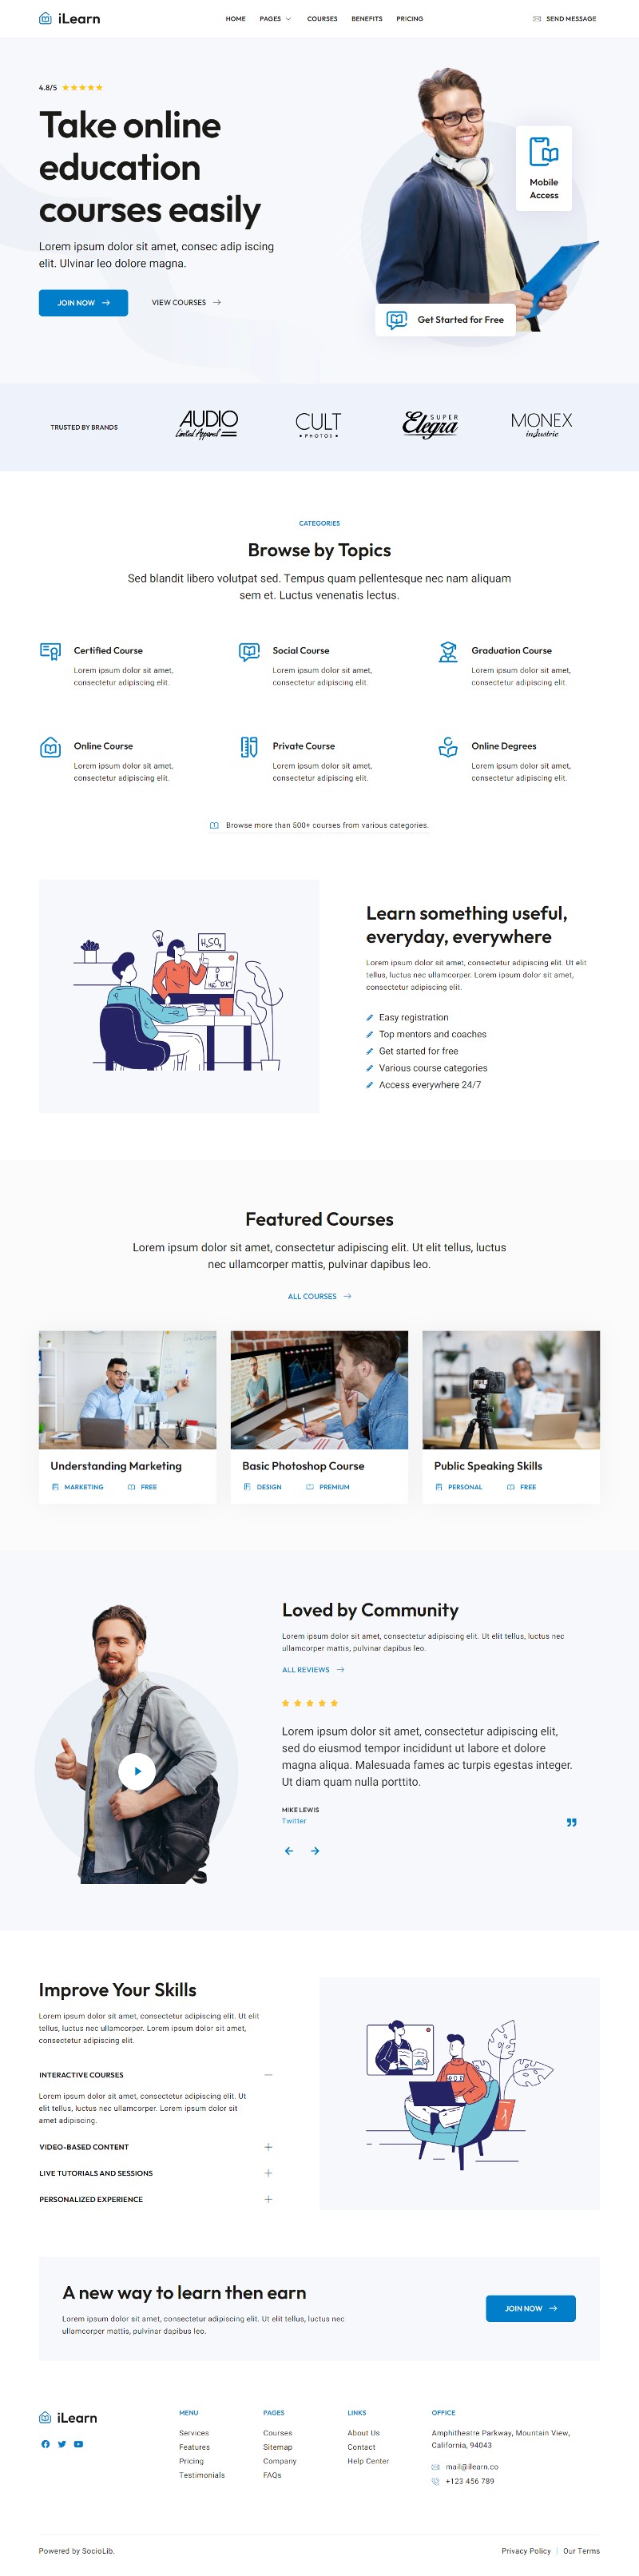 iLearn
HOME PAGES COURSES BENEFITS PRICING
SEND MESSAGE
4.8/5
Take online
education
courses easily
Lorem ipsum dolor sit amet, consec adip iscing
elit. Ulvinar leo dolore magna.
JOIN NOW
VIEW COURSES
Mobile
Access
Get Started for Free
TRUSTED BY BRANDS
AUDIO
Limited Apparel
CULT
PHOTOS
SUPER
Elegra
MONEX
industrie
CATEGORIES
Browse by Topics
Sed blandit libero volutpat sed. Tempus quam pellentesque nec nam aliquam
sem et. Luctus venenatis lectus.
Certified Course
Lorem ipsum dolor sit amet,
consectetur adipiscing elit.
Social Course
Lorem ipsum dolor sit amet,
consectetur adipiscing elit.
Graduation Course
Lorem ipsum dolor sit amet,
consectetur adipiscing elit.
Online Course
Lorem ipsum dolor sit amet,
consectetur adipiscing elit.
Private Course
Lorem ipsum dolor sit amet,
consectetur adipiscing elit.
Online Degrees
Lorem ipsum dolor sit amet,
consectetur adipiscing elit.
Browse more than 500+ courses from various categories.
H₂SO₄
Learn something useful,
everyday, everywhere
Lorem ipsum dolor sit amet, consectetur adipiscing elit. Ut elit
tellus, luctus nec ullamcorper. Lorem ipsum dolor sit amet,
consectetur adipiscing elit.
Easy registration
Top mentors and coaches
Get started for free
Various course categories
Access everywhere 24/7
Featured Courses
Lorem ipsum dolor sit amet, consectetur adipiscing elit. Ut elit tellus, luctus
nec ullamcorper mattis, pulvinar dapibus leo.
ALL COURSES
Understanding Marketing
MARKETING FREE
Basic Photoshop Course
DESIGN PREMIUM
Public Speaking Skills
PERSONAL FREE
Loved by Community
Lorem ipsum dolor sit amet, consectetur adipiscing elit. Ut elit tellus, luctus nec
ullamcorper mattis, pulvinar dapibus leo.
ALL REVIEWS
Lorem ipsum dolor sit amet, consectetur adipiscing elit,
sed do eiusmod tempor incididunt ut labore et dolore
magna aliqua. Malesuada fames ac turpis egestas integer.
Ut diam quam nulla porttito.
MIKE LEWIS
Twitter
Improve Your Skills
Lorem ipsum dolor sit amet, consectetur adipiscing elit. Ut elit
tellus, luctus nec ullamcorper. Lorem ipsum dolor sit amet,
consectetur adipiscing elit.
INTERACTIVE COURSES
Lorem ipsum dolor sit amet, consectetur adipiscing elit. Ut
elit tellus, luctus nec ullamcorper. Lorem ipsum dolor sit
amet adipiscing.
VIDEO-BASED CONTENT
LIVE TUTORIALS AND SESSIONS
PERSONALIZED EXPERIENCE
A new way to learn then earn
Lorem ipsum dolor sit amet, consectetur adipiscing elit. Ut elit tellus, luctus nec
ullamcorper mattis, pulvinar dapibus leo.
JOIN NOW
iLearn
MENU
Services
Features
Pricing
Testimonials
PAGES
Courses
Sitemap
Company
FAQs
LINKS
About Us
Contact
Help Center
OFFICE
Amphitheatre Parkway, Mountain View,
California, 94043
mail@ilearn.co
+123 456 789
Powered by SocioLib.
Privacy Policy | Our Terms